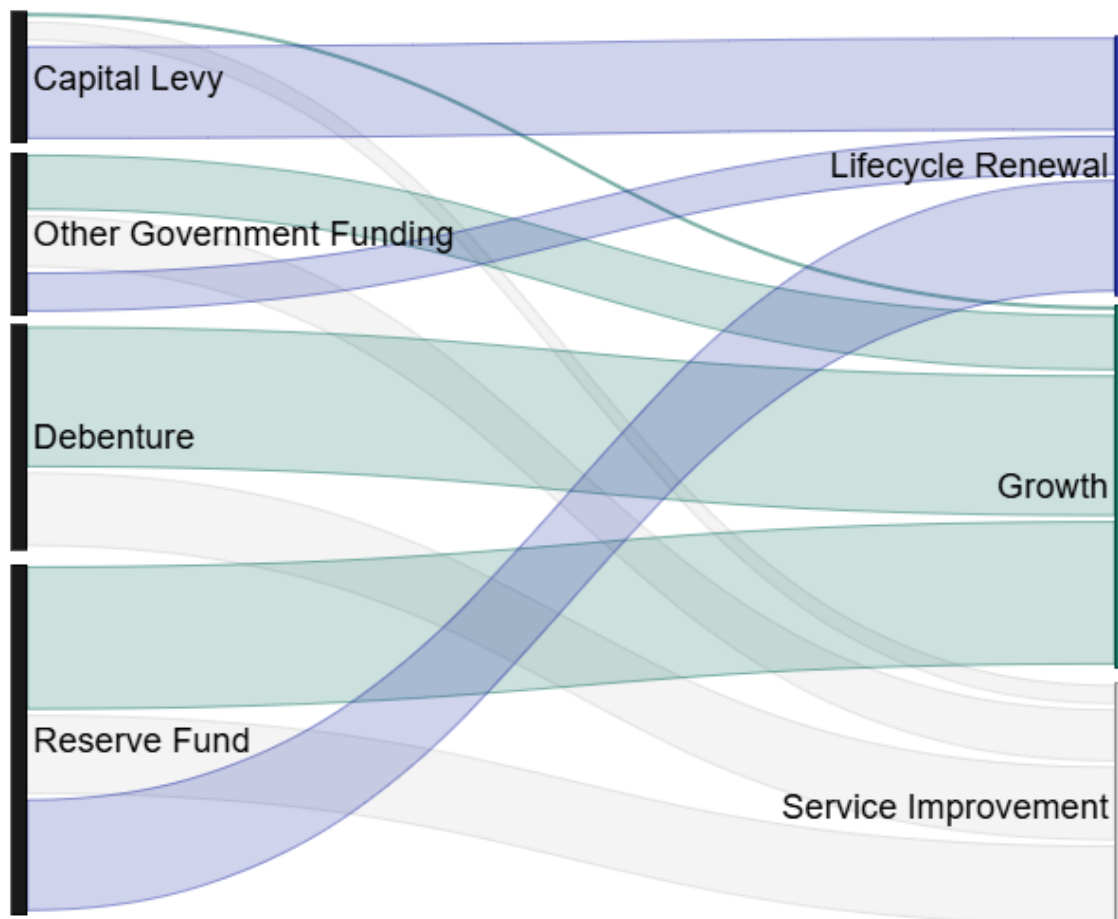 Capital Levy
Other Government Funding
Debenture
Reserve Fund
Lifecycle Renewal
Growth
Service Improvement